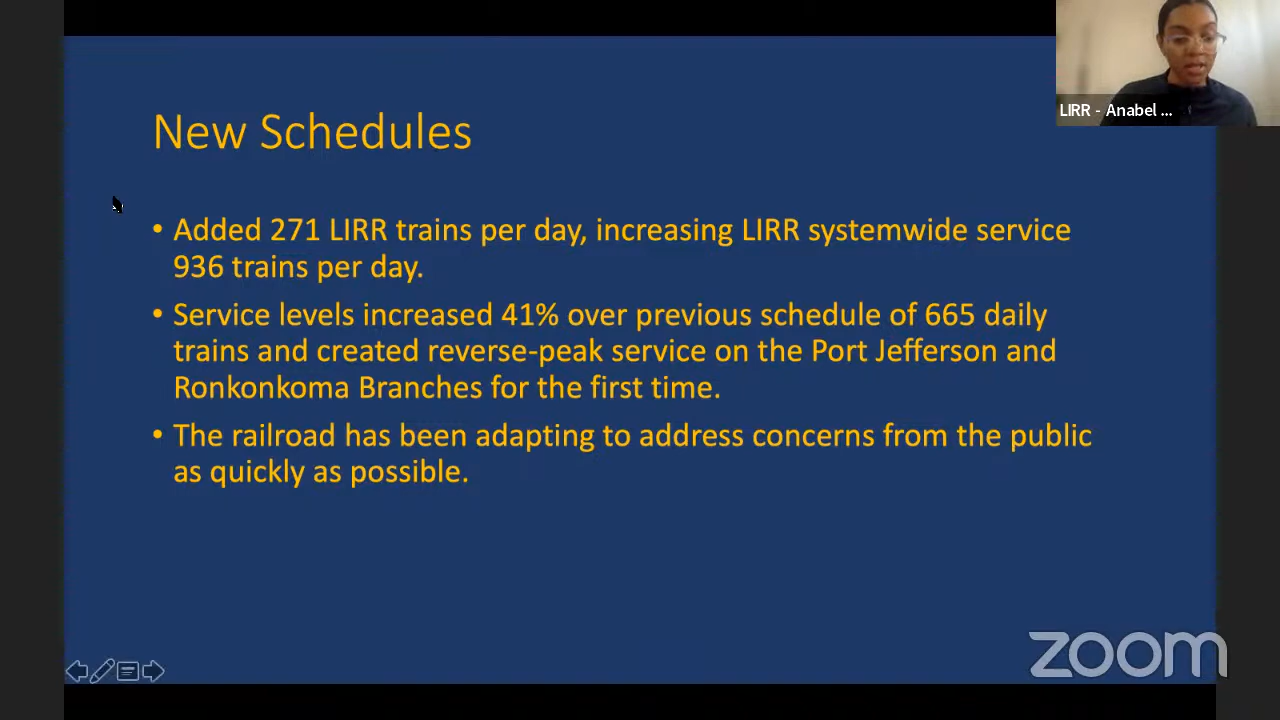 LIRR - Anabel ...
New Schedules
• Added 271 LIRR trains per day, increasing LIRR systemwide service
936 trains per day.
• Service levels increased 41% over previous schedule of 665 daily
trains and created reverse-peak service on the Port Jefferson and
Ronkonkoma Branches for the first time.
• The railroad has been adapting to address concerns from the public
as quickly as possible.
zoom